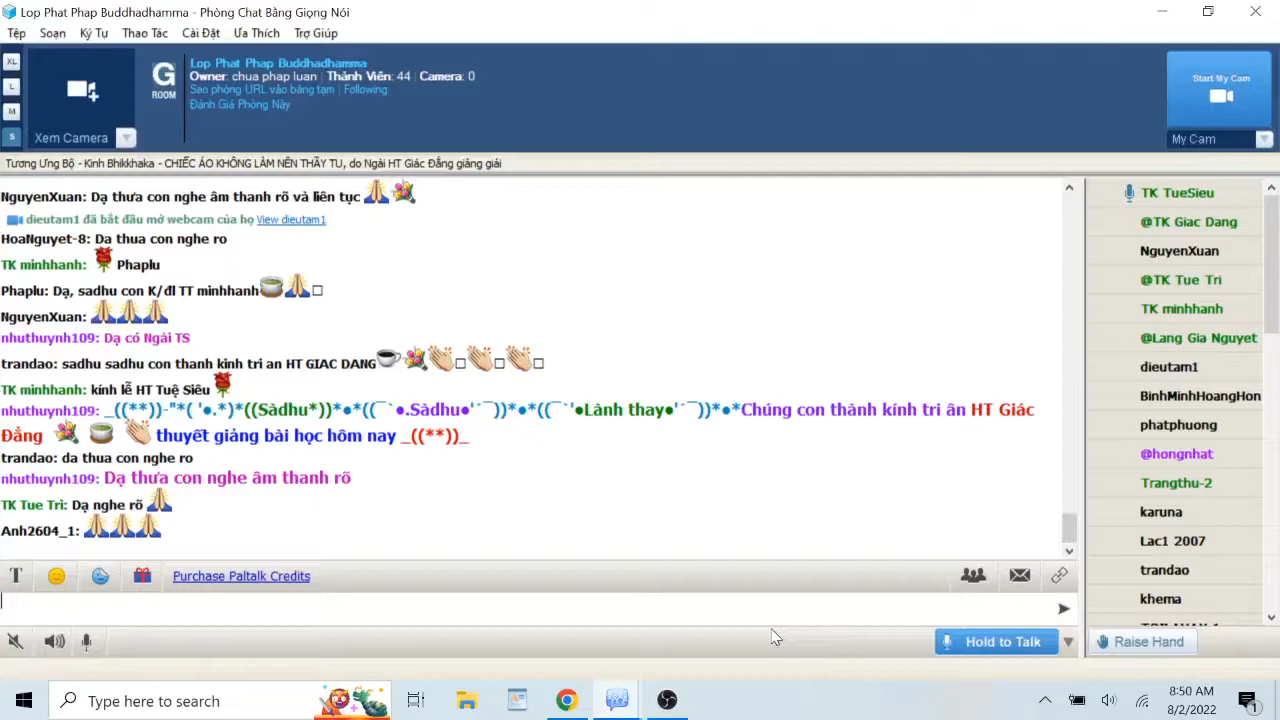 Lop Phat Phap Buddhadhamma - Phòng Chat Bằng Giọng Nói
Tệp Soạn Ký Tự Thao Tác Cài Đặt Ưa Thích Trợ Giúp
XL
L
M
S
Xem Camera
G
ROOM
Lop Phat Phap Buddhadhamma
Owner: chua phap luan | Thành Viên: 44 | Camera: 0
Sao phòng URL vào bảng tạm | Following
Đánh Giá Phòng Này
Start My Cam
My Cam
Tương Ưng Bộ - Kinh Bhikkhaka - CHIẾC ÁO KHÔNG LÀM NÊN THẦY TU, do Ngài HT Giác Đẳng giảng giải
NguyenXuan: Dạ thưa con nghe âm thanh rõ và liên tục
dieutam1 đã bắt đầu mở webcam của họ View dieutam1
HoaNguyet-8: Da thua con nghe ro
TK minhhanh: Phaplu
Phaplu: Dạ, sadhu con K/đl TT minhhanh
NguyenXuan:
nhuthuynh109: Dạ có Ngài TS
trandao: sadhu sadhu con thanh kinh tri an HT GIAC DANG
TK minhhanh: kính lễ HT Tuệ Siêu
nhuthuynh109: _((**))-"*( '●.*)*((Sàdhu*))*●*((¯`●.Sàdhu●'´¯))*●*((¯`'●Lành thay●'´¯))*●*Chúng con thành kính tri ân HT Giác
Đẳng thuyết giảng bài học hôm nay _((**))_
trandao: da thua con nghe ro
nhuthuynh109: Dạ thưa con nghe âm thanh rõ
TK Tue Tri: Dạ nghe rõ
Anh2604_1:
T Purchase Paltalk Credits
Hold to Talk
TK TueSieu
@TK Giac Dang
NguyenXuan
@TK Tue Tri
TK minhhanh
@Lang Gia Nguyet
dieutam1
BinhMinhHoangHon
phatphuong
@hongnhat
Trangthu-2
karuna
Lac1 2007
trandao
khema
Raise Hand
Type here to search
8:50 AM
8/2/2022
1